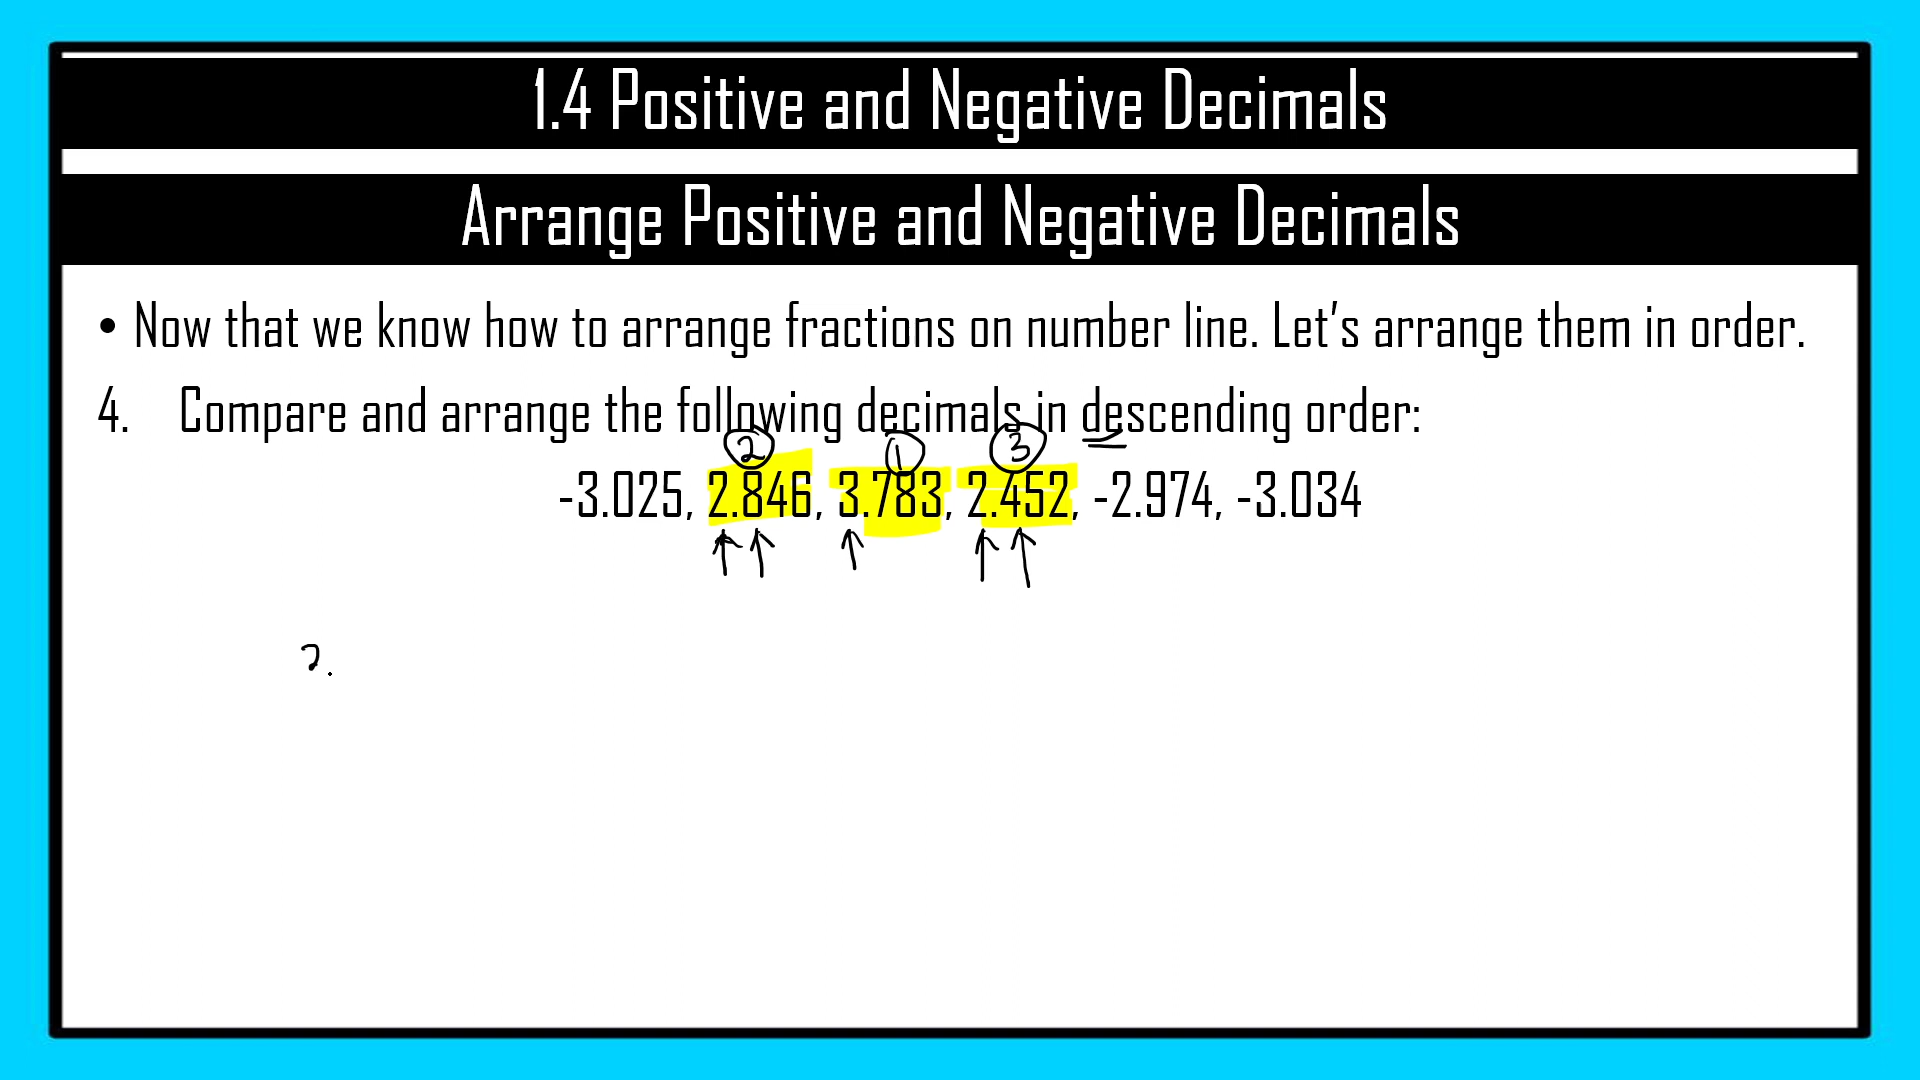 1.4 Positive and Negative Decimals
Arrange Positive and Negative Decimals
• Now that we know how to arrange fractions on number line. Let's arrange them in order.
4. Compare and arrange the following decimals in descending order:
2 1 3
-3.025, 2.846, 3.783, 2.452, -2.974, -3.034
2.